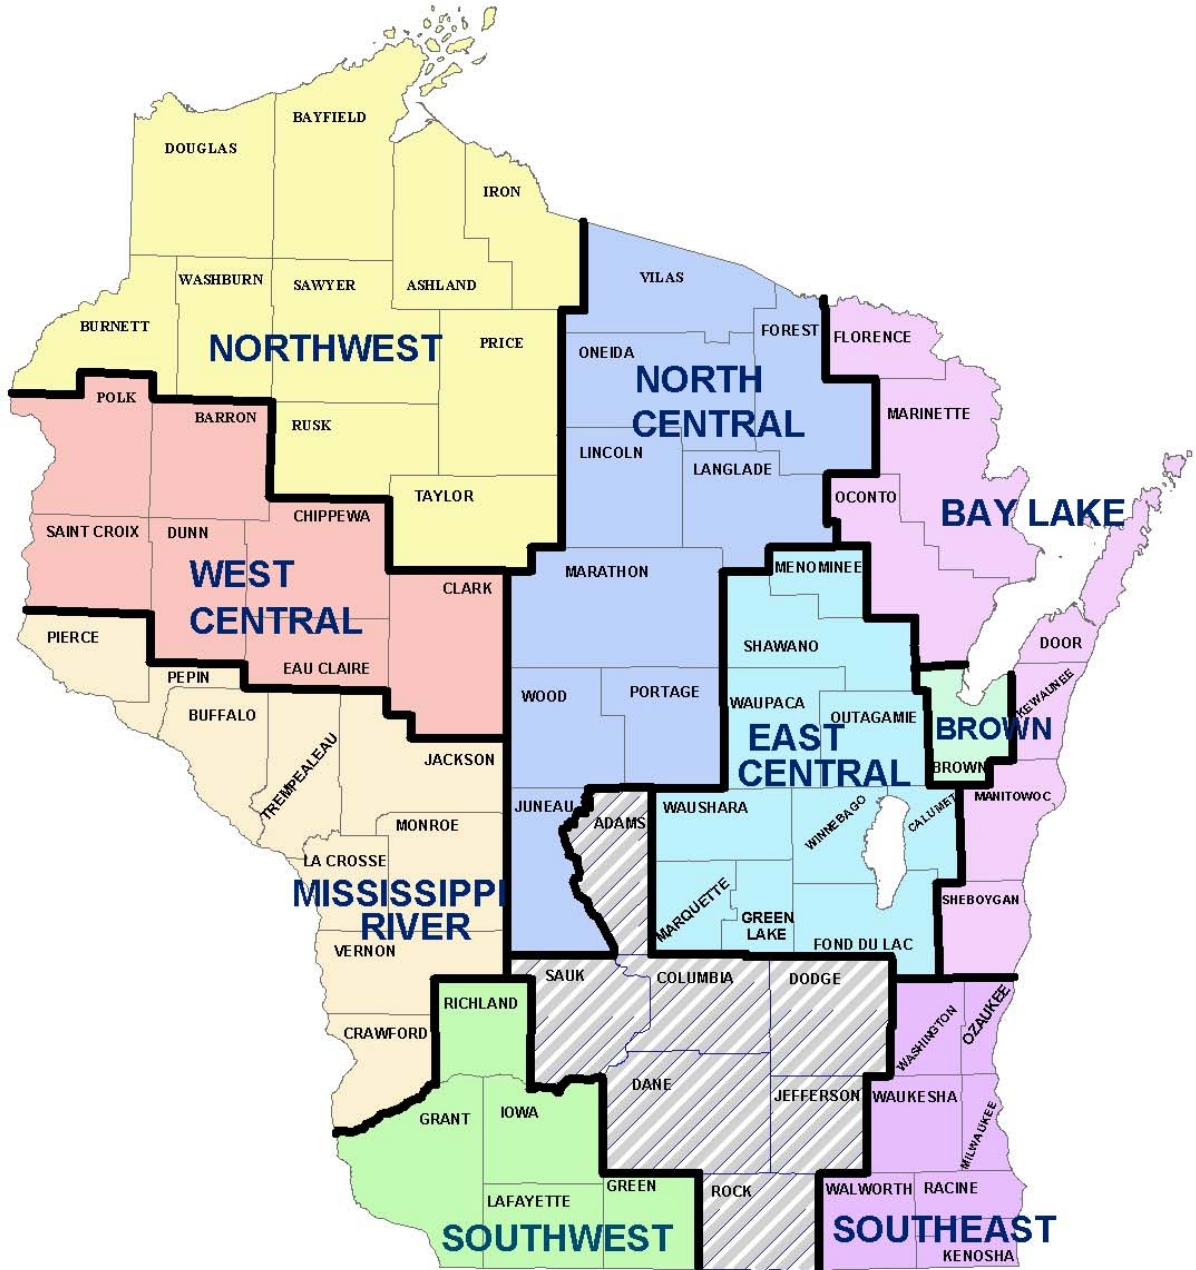 BAYFIELD
DOUGLAS
IRON
WASHBURN
SAWYER
ASHLAND
BURNETT
NORTHWEST
PRICE
RUSK
TAYLOR
VILAS
FOREST
ONEIDA
NORTH
CENTRAL
LINCOLN
LANGLADE
MARATHON
WOOD
PORTAGE
JUNEAU
FLORENCE
MARINETTE
OCONTO
BAY LAKE
DOOR
KEWAUNEE
MANITOWOC
SHEBOYGAN
POLK
BARRON
CHIPPEWA
SAINT CROIX
DUNN
WEST
CENTRAL
CLARK
EAU CLAIRE
MENOMINEE
SHAWANO
WAUPACA
OUTAGAMIE
EAST
CENTRAL
WAUSHARA
WINNEBAGO
CALUMET
MARQUETTE
GREEN
LAKE
FOND DU LAC
BROWN
BROWN
PIERCE
PEPIN
BUFFALO
TREMPEALEAU
JACKSON
MONROE
LA CROSSE
MISSISSIPPI
RIVER
VERNON
CRAWFORD
ADAMS
SAUK
COLUMBIA
DODGE
DANE
JEFFERSON
ROCK
RICHLAND
GRANT
IOWA
LAFAYETTE
GREEN
SOUTHWEST
WASHINGTON
OZAUKEE
WAUKESHA
MILWAUKEE
WALWORTH
RACINE
SOUTHEAST
KENOSHA